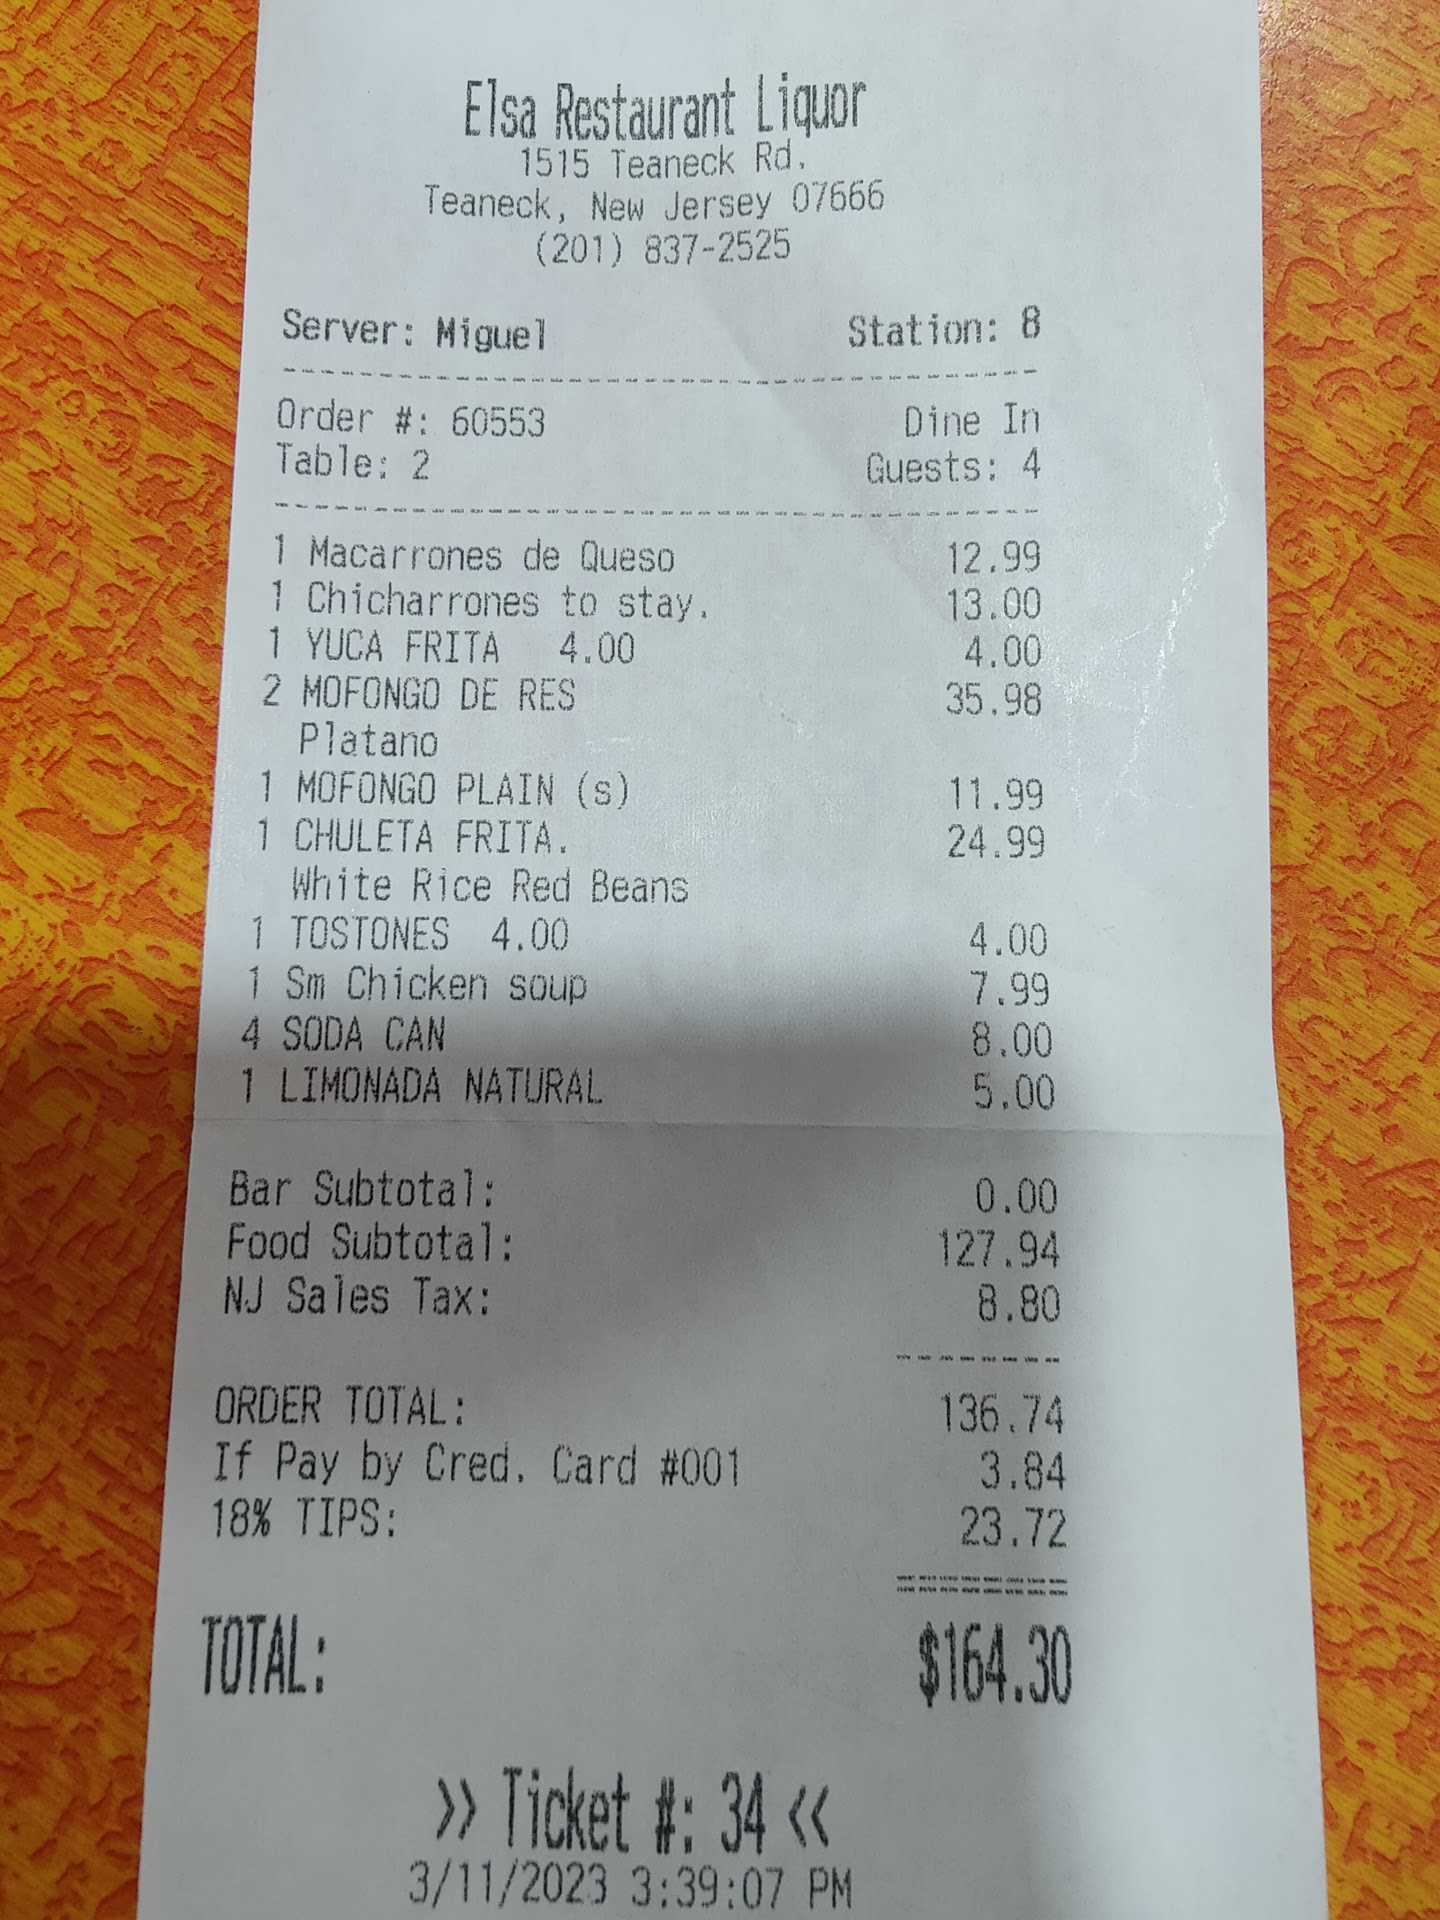 Elsa Restaurant Liquor
1515 Teaneck Rd.
Teaneck, New Jersey 07666
(201) 837-2525
Server: Miguel Station: 8
Order #: 60553 Dine In
Table: 2 Guests: 4
1 Macarrones de Queso 12.99
1 Chicharrones to stay. 13.00
1 YUCA FRITA 4.00 4.00
2 MOFONGO DE RES 35.98
Platano
1 MOFONGO PLAIN (s) 11.99
1 CHULETA FRITA. 24.99
White Rice Red Beans
1 TOSTONES 4.00 4.00
1 Sm Chicken soup 7.99
4 SODA CAN 8.00
1 LIMONADA NATURAL 5.00
Bar Subtotal: 0.00
Food Subtotal: 127.94
NJ Sales Tax: 8.80
ORDER TOTAL: 136.74
If Pay by Cred. Card #001 3.84
18% TIPS: 23.72
TOTAL: $164.30
>> Ticket #: 34 <<
3/11/2023 3:39:07 PM